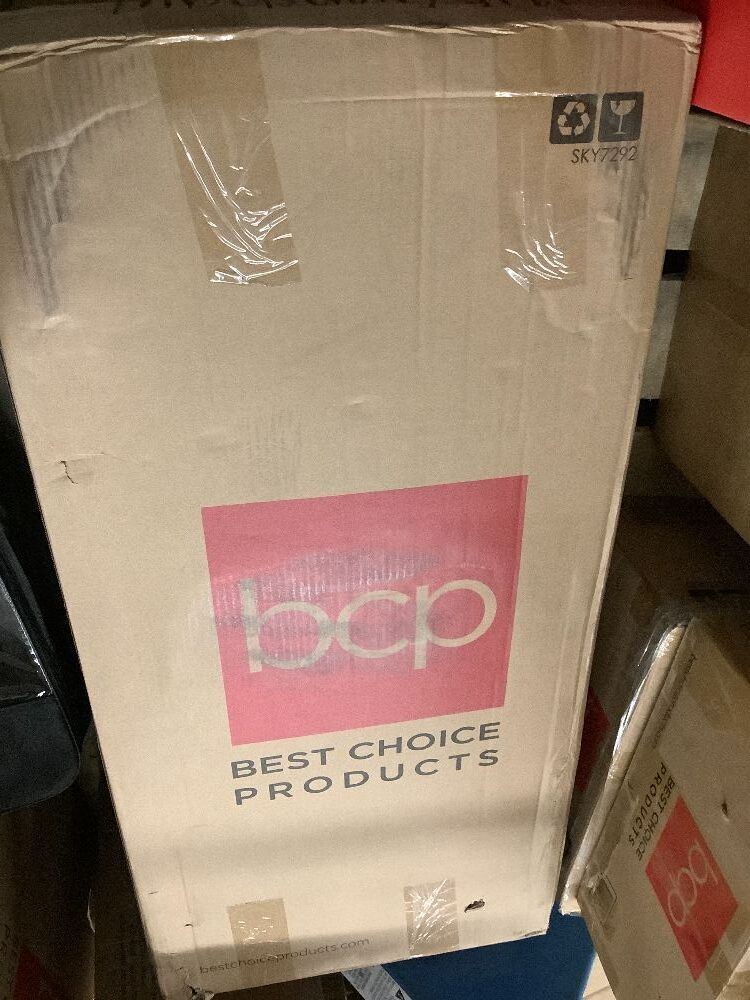 SKY7292
bcp
BEST CHOICE
PRODUCTS
bestchoiceproducts.com
BEST CHOICE
PRODUCTS
bcp